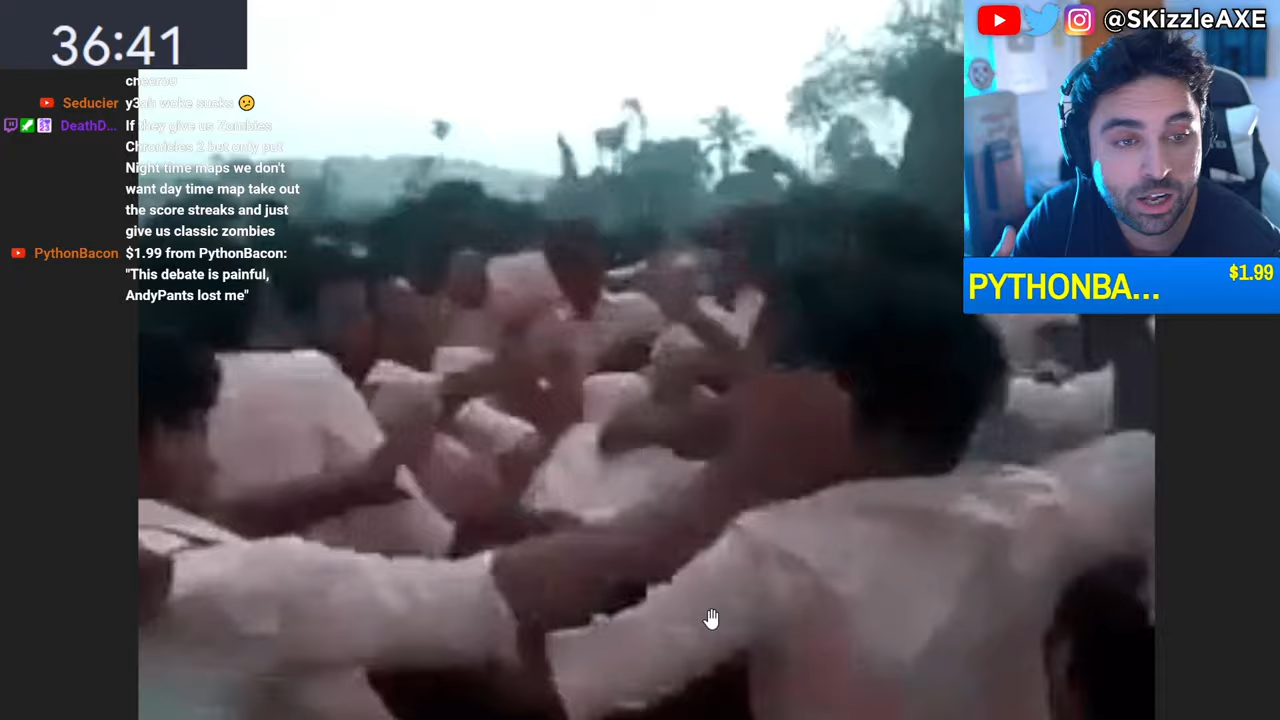 36:41
@SKizzleAXE
cheerou
Seducier y3ah woke sucks
DeathD... If they give us Zombies
Chronicles 2 but only put
Night time maps we don't
want day time map take out
the score streaks and just
give us classic zombies
PythonBacon $1.99 from PythonBacon:
"This debate is painful,
AndyPants lost me"
PYTHONBA... $1.99